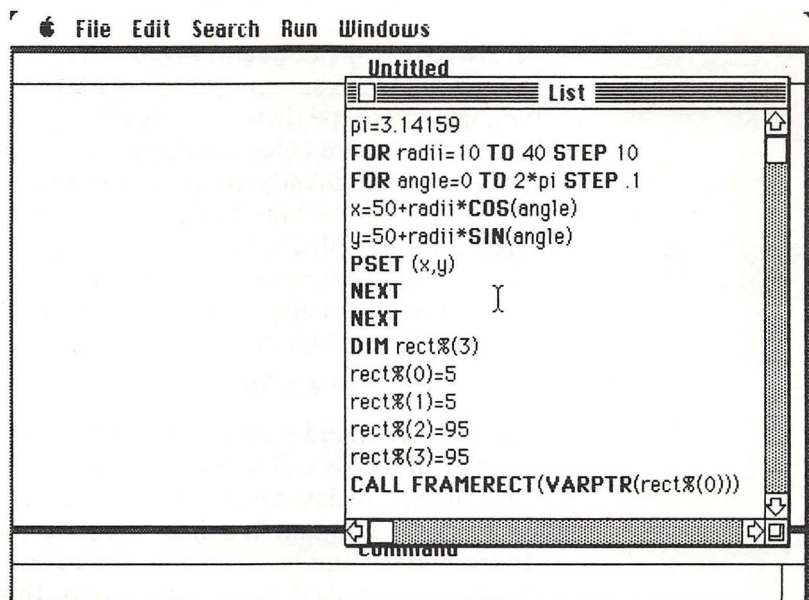 File Edit Search Run Windows
Untitled
List
pi=3.14159
FOR radii=10 TO 40 STEP 10
FOR angle=0 TO 2*pi STEP .1
x=50+radii*COS(angle)
y=50+radii*SIN(angle)
PSET (x,y)
NEXT
NEXT
DIM rect%(3)
rect%(0)=5
rect%(1)=5
rect%(2)=95
rect%(3)=95
CALL FRAMERECT(VARPTR(rect%(0)))
Command